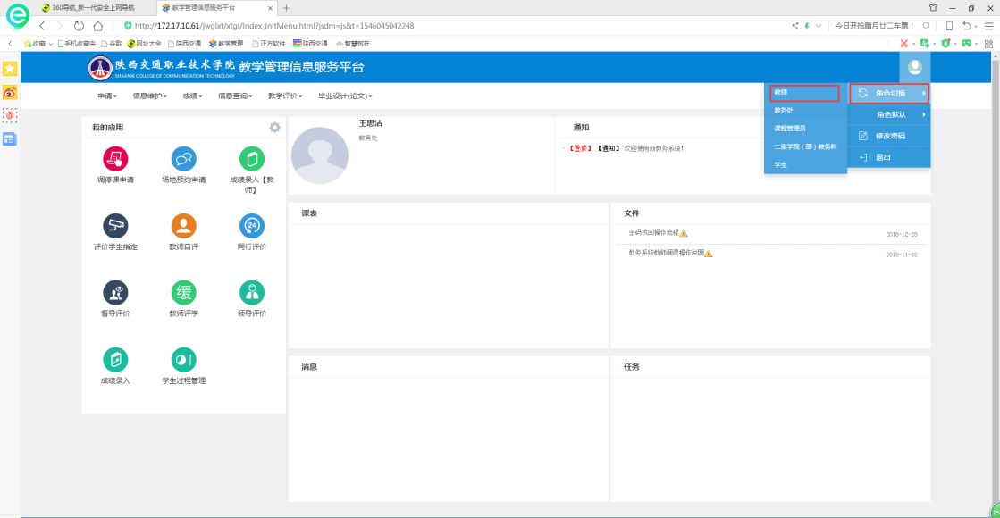 360导航_新一代安全上网导航
教学管理信息服务平台
http://172.17.10.61/jwglxt/xtgl/index_initMenu.html?jsdm=js&t=1546045042248
今日开抢腊月廿二车票！
收藏 手机收藏夹 谷歌 网址大全 陕西交通 教学管理 正方软件 陕西交通 智慧树在
陕西交通职业技术学院 教学管理信息服务平台
SHAANXI COLLEGE OF COMMUNICATION TECHNOLOGY
申请 信息维护 成绩 信息查询 教学评价 毕业设计(论文)
教师
教务处
课程管理员
二级学院（部）教务科
学生
角色切换
角色默认
修改密码
退出
我的应用
调停课申请
场地预约申请
成绩录入【教师】
评价学生指定
教师自评
24
同行评价
督导评价
缓
教师评学
领导评价
成绩录入
学生过程管理
王思洁
教务处
通知
【置顶】【通知】欢迎使用新教务系统!
课表
文件
密码找回操作流程
2018-12-28
教务系统教师调课操作说明
2018-11-22
消息
任务